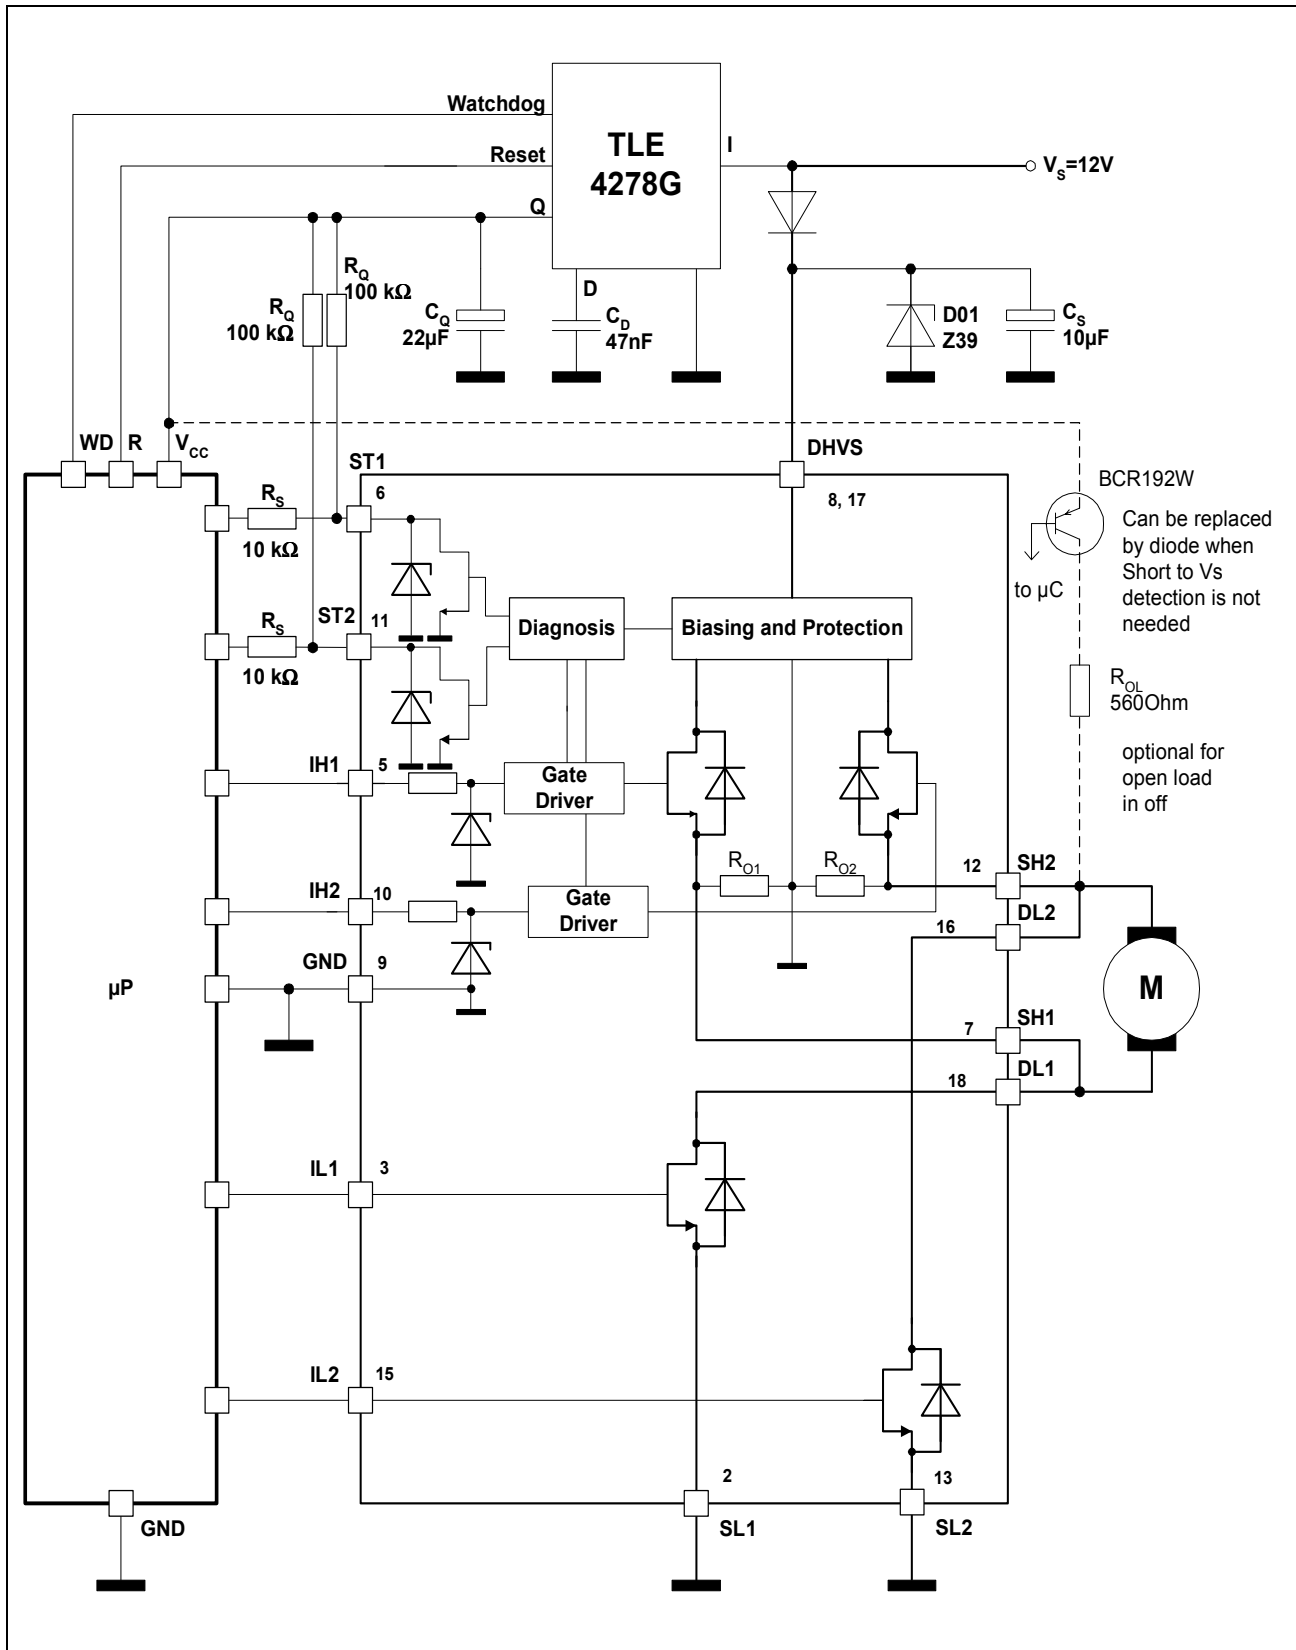 Watchdog
TLE
4278G
Reset
I
V_S=12V
Q
R_Q
100 kΩ
R_Q
100 kΩ
C_Q
22µF
D
C_D
47nF
D01
Z39
C_S
10µF
WD
R
V_CC
ST1
DHVS
6
8, 17
BCR192W
Can be replaced
by diode when
Short to Vs
detection is not
needed
to µC
R_S
10 kΩ
ST2
11
R_S
10 kΩ
Diagnosis
Biasing and Protection
R_OL
560Ohm
optional for
open load
in off
IH1
5
Gate
Driver
R_O1
R_O2
12
SH2
IH2
10
Gate
Driver
16
DL2
GND
9
µP
M
7
SH1
18
DL1
IL1
3
IL2
15
2
13
GND
SL1
SL2